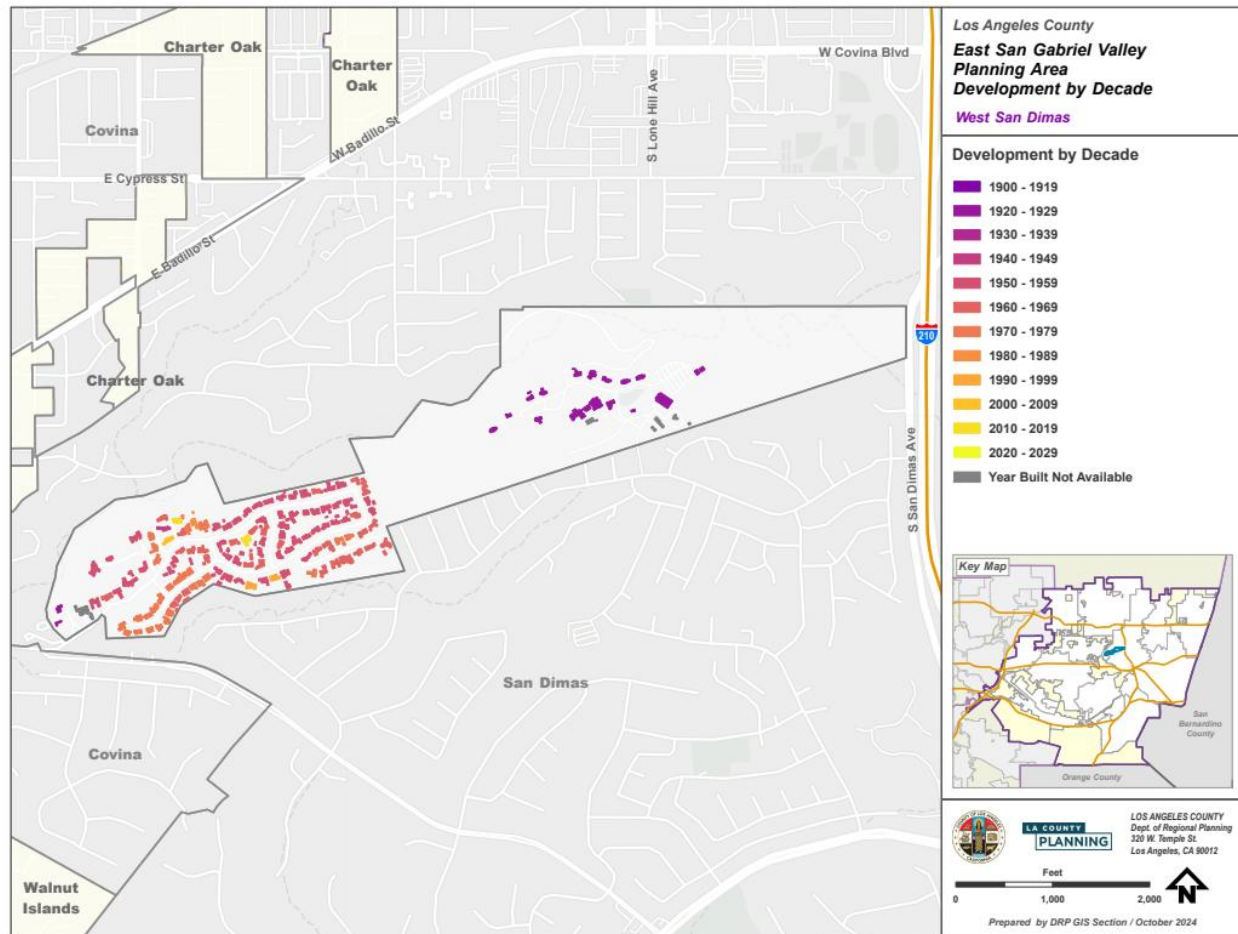 Charter Oak
Charter
Oak
W Covina Blvd
S Lone Hill Ave
Covina
W Badillo St
E Cypress St
E Badillo St
Charter Oak
210
S San Dimas Ave
San Dimas
Covina
Walnut
Islands
Los Angeles County
East San Gabriel Valley
Planning Area
Development by Decade
West San Dimas
Development by Decade
1900 - 1919
1920 - 1929
1930 - 1939
1940 - 1949
1950 - 1959
1960 - 1969
1970 - 1979
1980 - 1989
1990 - 1999
2000 - 2009
2010 - 2019
2020 - 2029
Year Built Not Available
Key Map
San
Bernardino
County
Orange County
LA COUNTY
PLANNING
LOS ANGELES COUNTY
Dept. of Regional Planning
320 W. Temple St.
Los Angeles, CA 90012
Feet
0 1,000 2,000
N
Prepared by DRP GIS Section / October 2024